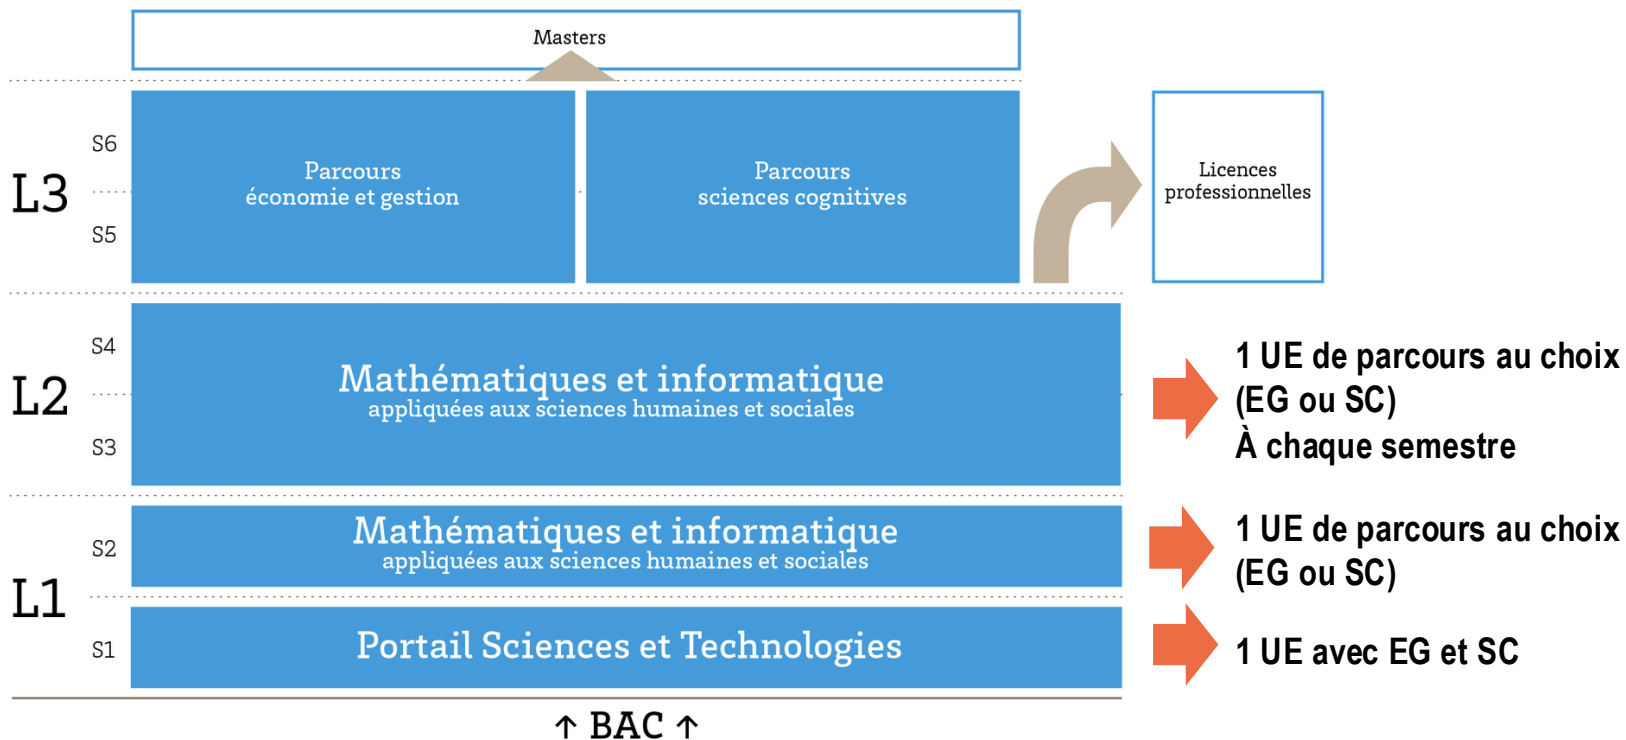 Masters
L3
S6
S5
Parcours
économie et gestion
Parcours
sciences cognitives
Licences
professionnelles
L2
S4
S3
Mathématiques et informatique
appliquées aux sciences humaines et sociales
1 UE de parcours au choix
(EG ou SC)
À chaque semestre
L1
S2
Mathématiques et informatique
appliquées aux sciences humaines et sociales
1 UE de parcours au choix
(EG ou SC)
S1
Portail Sciences et Technologies
1 UE avec EG et SC
↑ BAC ↑